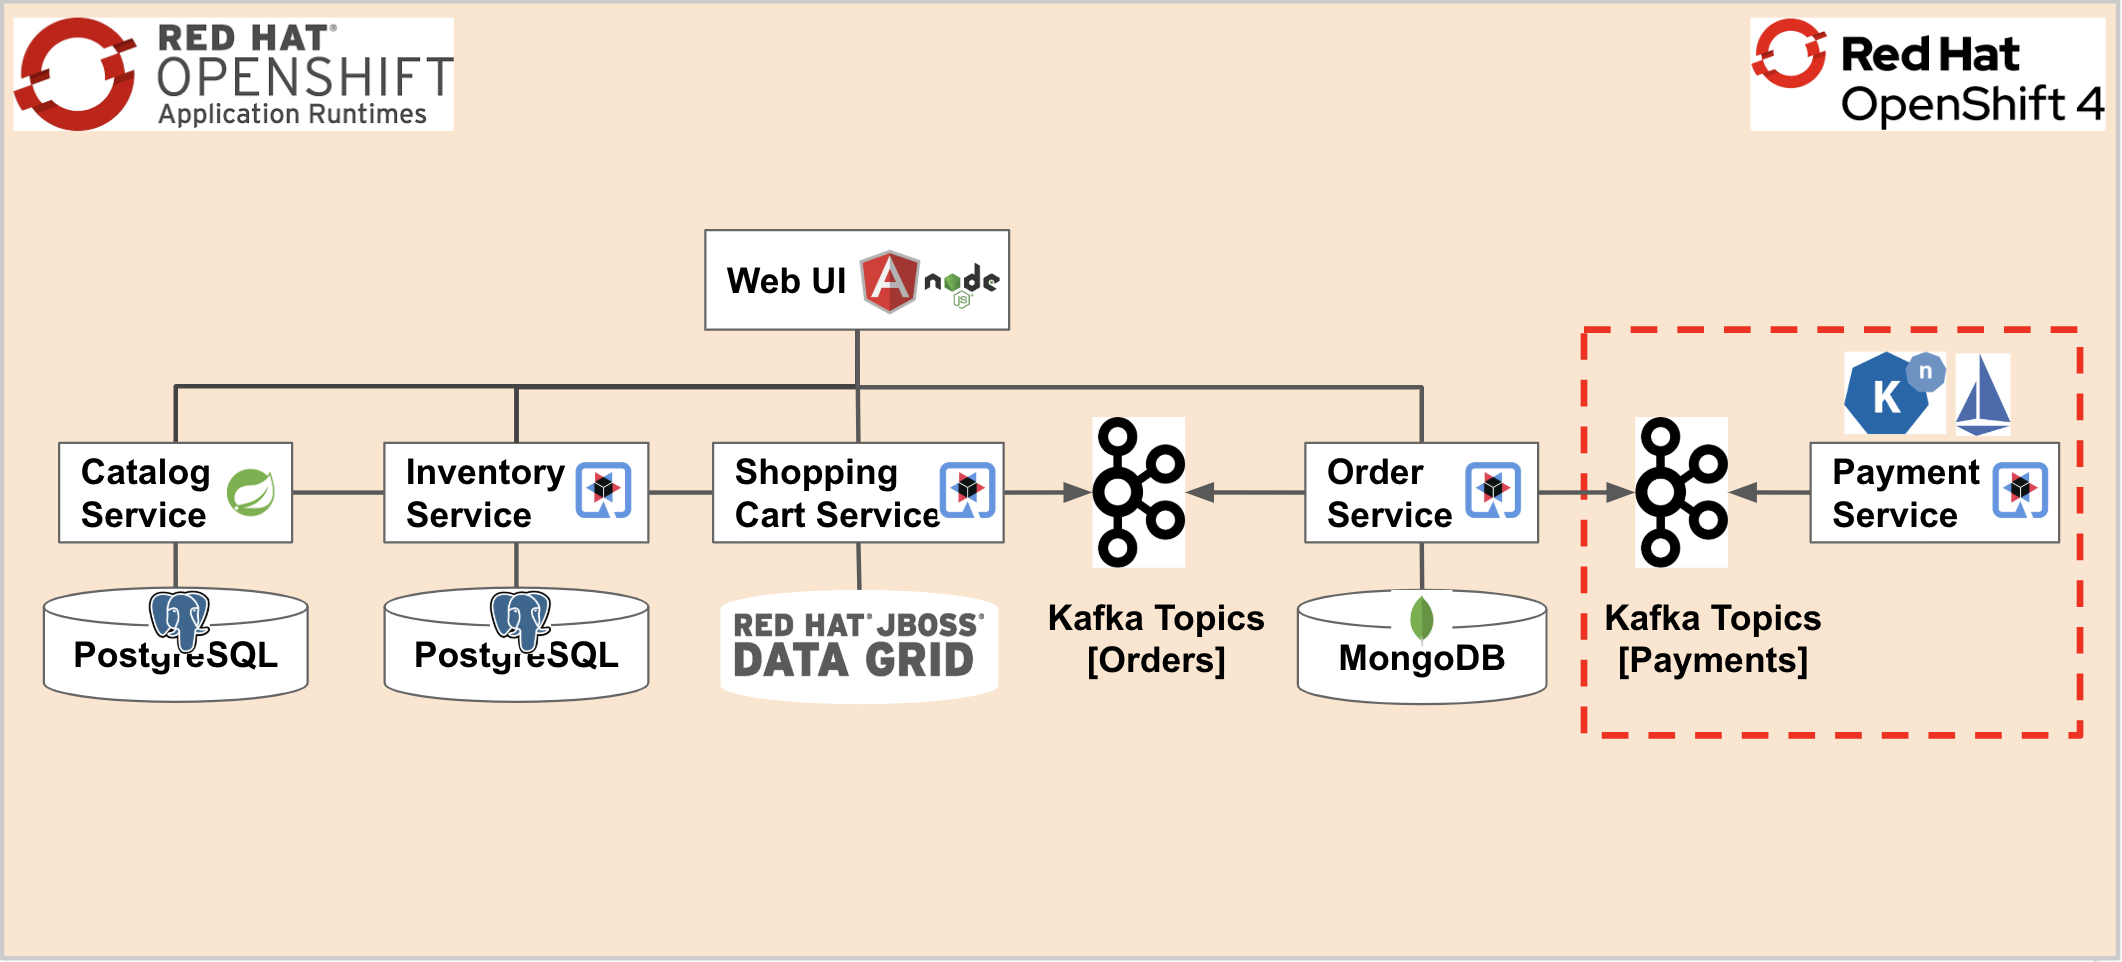 RED HAT®
OPENSHIFT
Application Runtimes
Red Hat
OpenShift 4
Web UI
A
node
JS
K
n
Catalog
Service
Inventory
Service
Shopping
Cart Service
Order
Service
Payment
Service
PostgreSQL
PostgreSQL
RED HAT® JBOSS®
DATA GRID
Kafka Topics
[Orders]
MongoDB
Kafka Topics
[Payments]